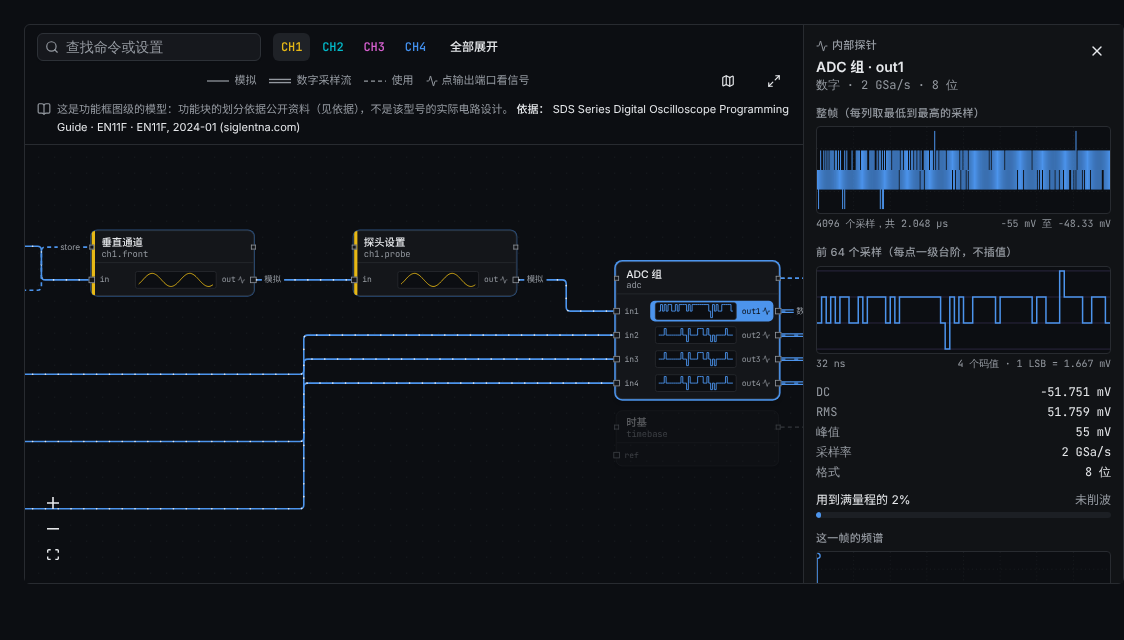 查找命令或设置
CH1 CH2 CH3 CH4 全部展开
模拟 数字采样流 使用 点输出端口看信号
这是功能框图级的模型：功能块的划分依据公开资料（见依据），不是该型号的实际电路设计。 依据： SDS Series Digital Oscilloscope Programming
Guide · EN11F · EN11F, 2024-01 (siglentna.com)
store
垂直通道
ch1.front
in out 模拟
探头设置
ch1.probe
in out 模拟
ADC 组
adc
in1 out1 数
in2 out2
in3 out3
in4 out4
时基
timebase
ref
内部探针
ADC 组 · out1
数字 · 2 GSa/s · 8 位
整帧（每列取最低到最高的采样）
4096 个采样，共 2.048 μs -55 mV 至 -48.33 mV
前 64 个采样（每点一级台阶，不插值）
32 ns 4 个码值 · 1 LSB = 1.667 mV
DC -51.751 mV
RMS 51.759 mV
峰值 55 mV
采样率 2 GSa/s
格式 8 位
用到满量程的 2% 未削波
这一帧的频谱